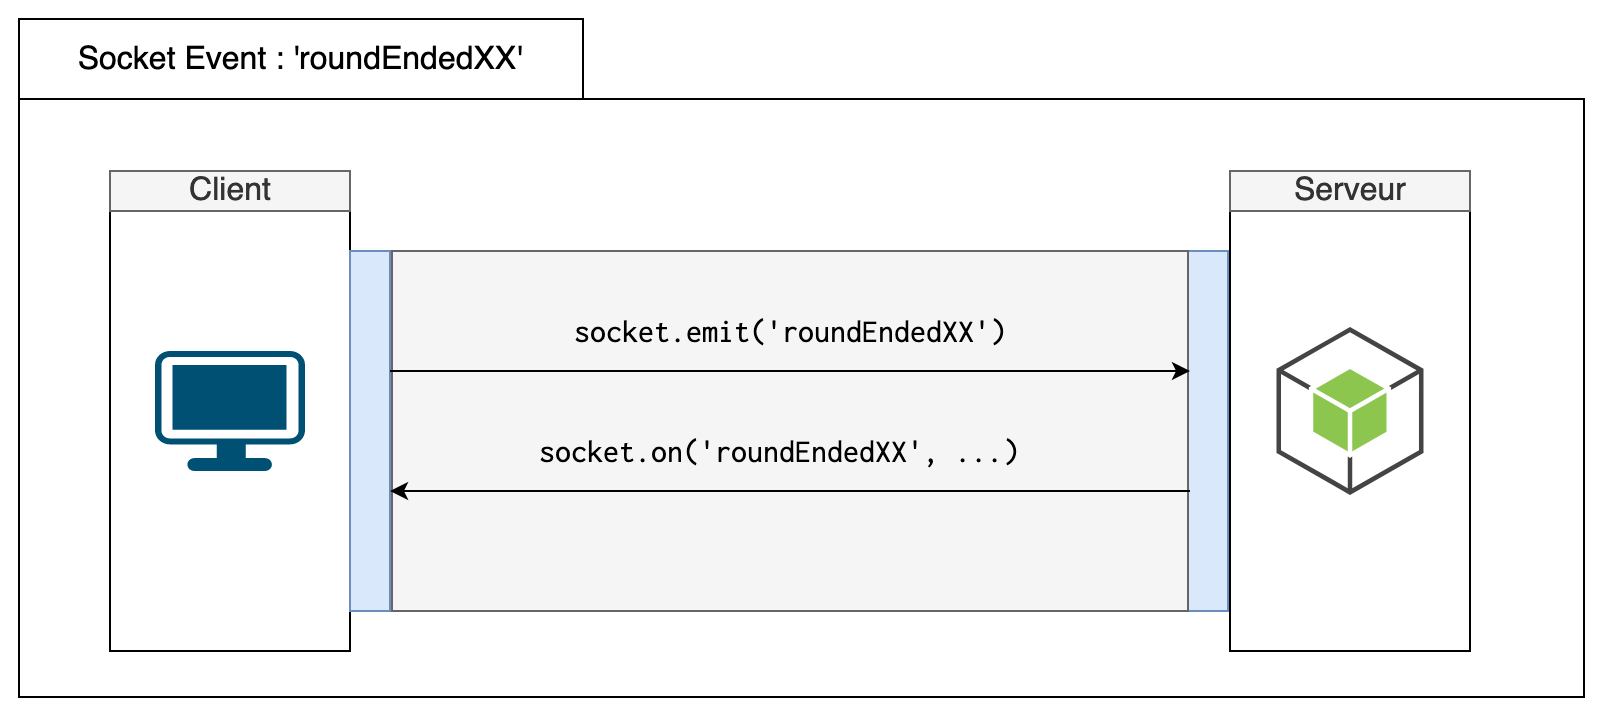 Socket Event : 'roundEndedXX'
Client
Serveur
socket.emit('roundEndedXX')
socket.on('roundEndedXX', ...)